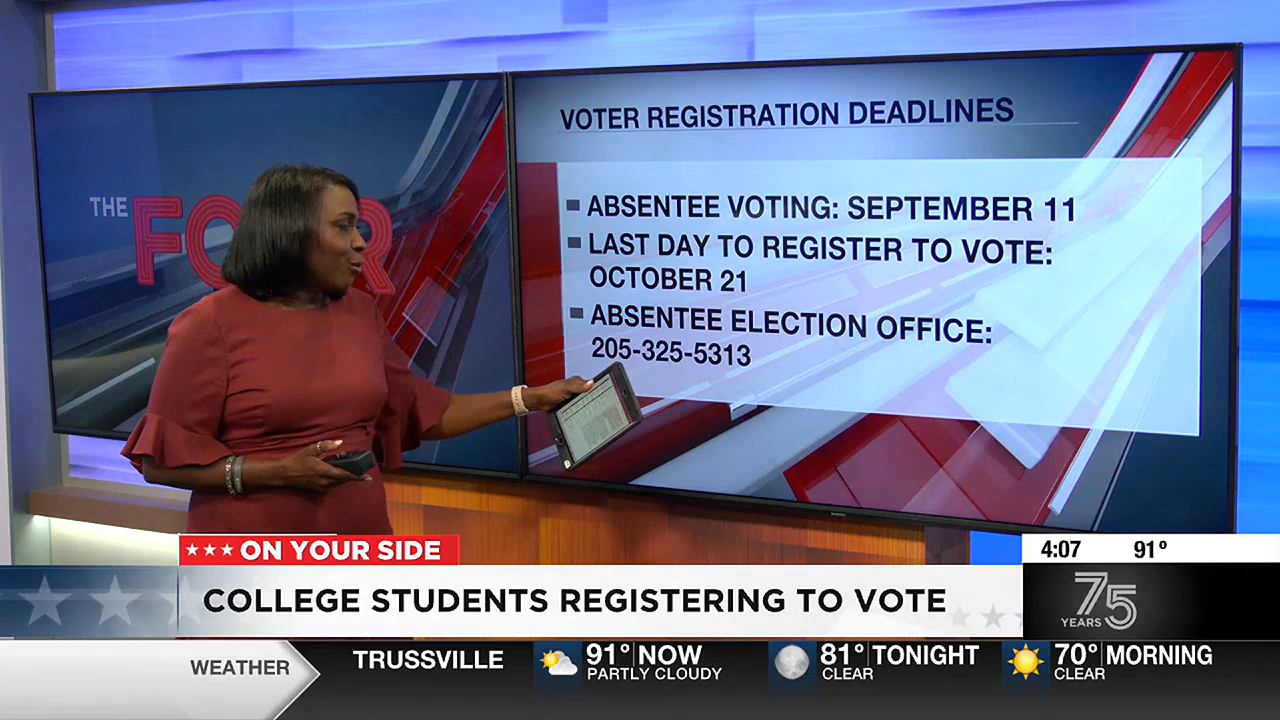 VOTER REGISTRATION DEADLINES
THE
ABSENTEE VOTING: SEPTEMBER 11
LAST DAY TO REGISTER TO VOTE:
OCTOBER 21
ABSENTEE ELECTION OFFICE:
205-325-5313
ON YOUR SIDE
4:07 91°
COLLEGE STUDENTS REGISTERING TO VOTE
75
YEARS
WEATHER
TRUSSVILLE
91° NOW
PARTLY CLOUDY
81° TONIGHT
CLEAR
70° MORNING
CLEAR